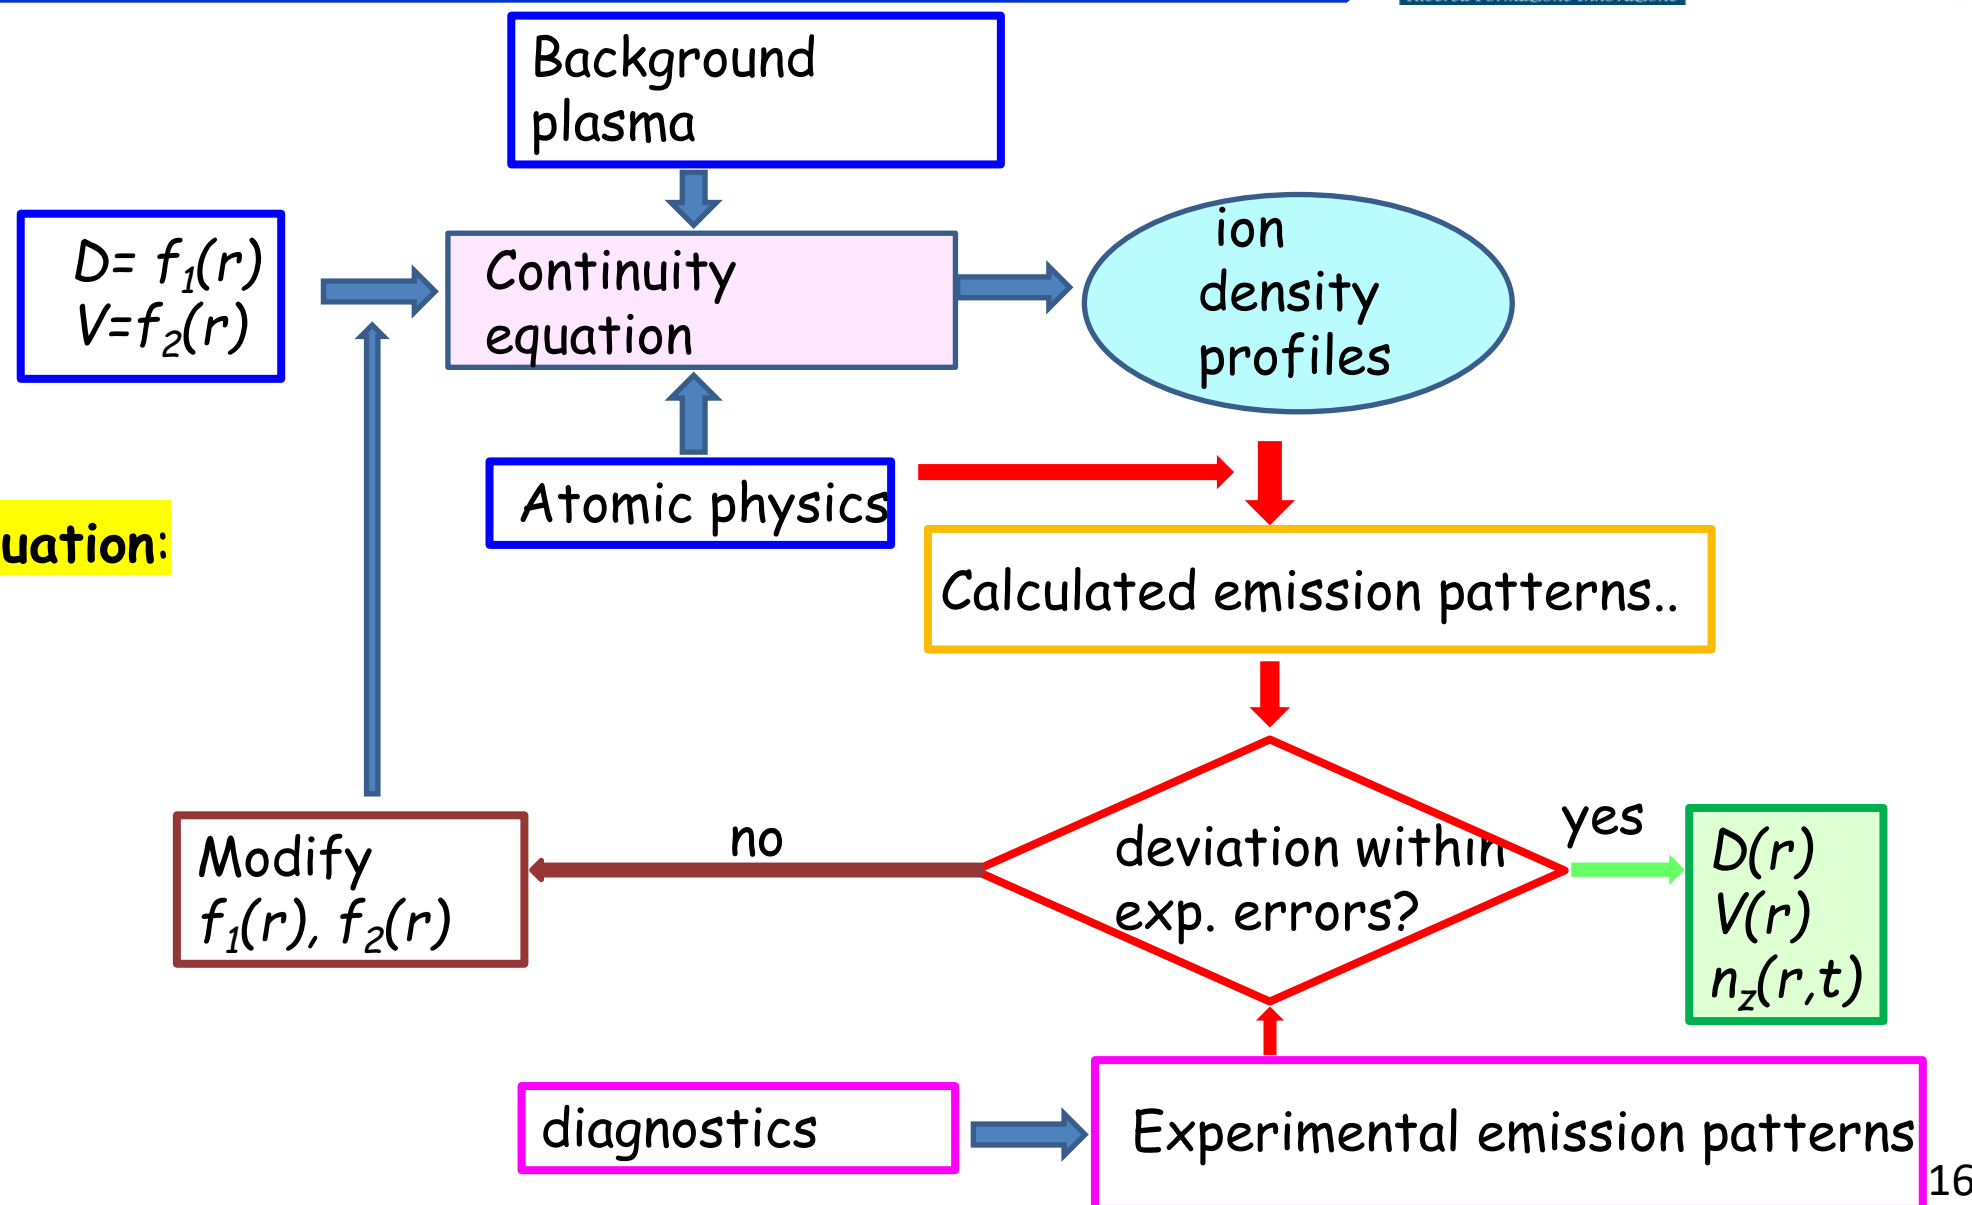 Background
plasma
D= f₁(r)
V=f₂(r)
Continuity
equation
ion
density
profiles
Atomic physics
uation:
Calculated emission patterns..
no
deviation within
exp. errors?
yes
Modify
f₁(r), f₂(r)
D(r)
V(r)
n_z(r,t)
diagnostics
Experimental emission patterns
16